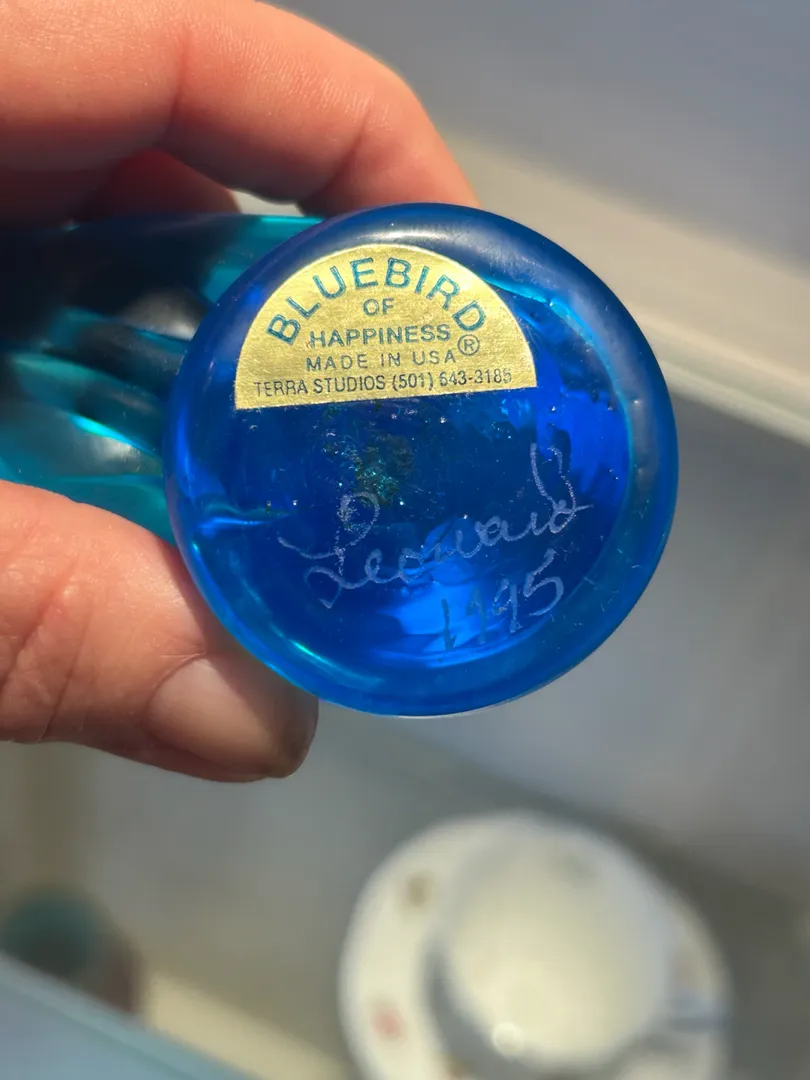 BLUEBIRD
OF
HAPPINESS®
MADE IN USA
TERRA STUDIOS (501) 643-3185
Leonard
1995